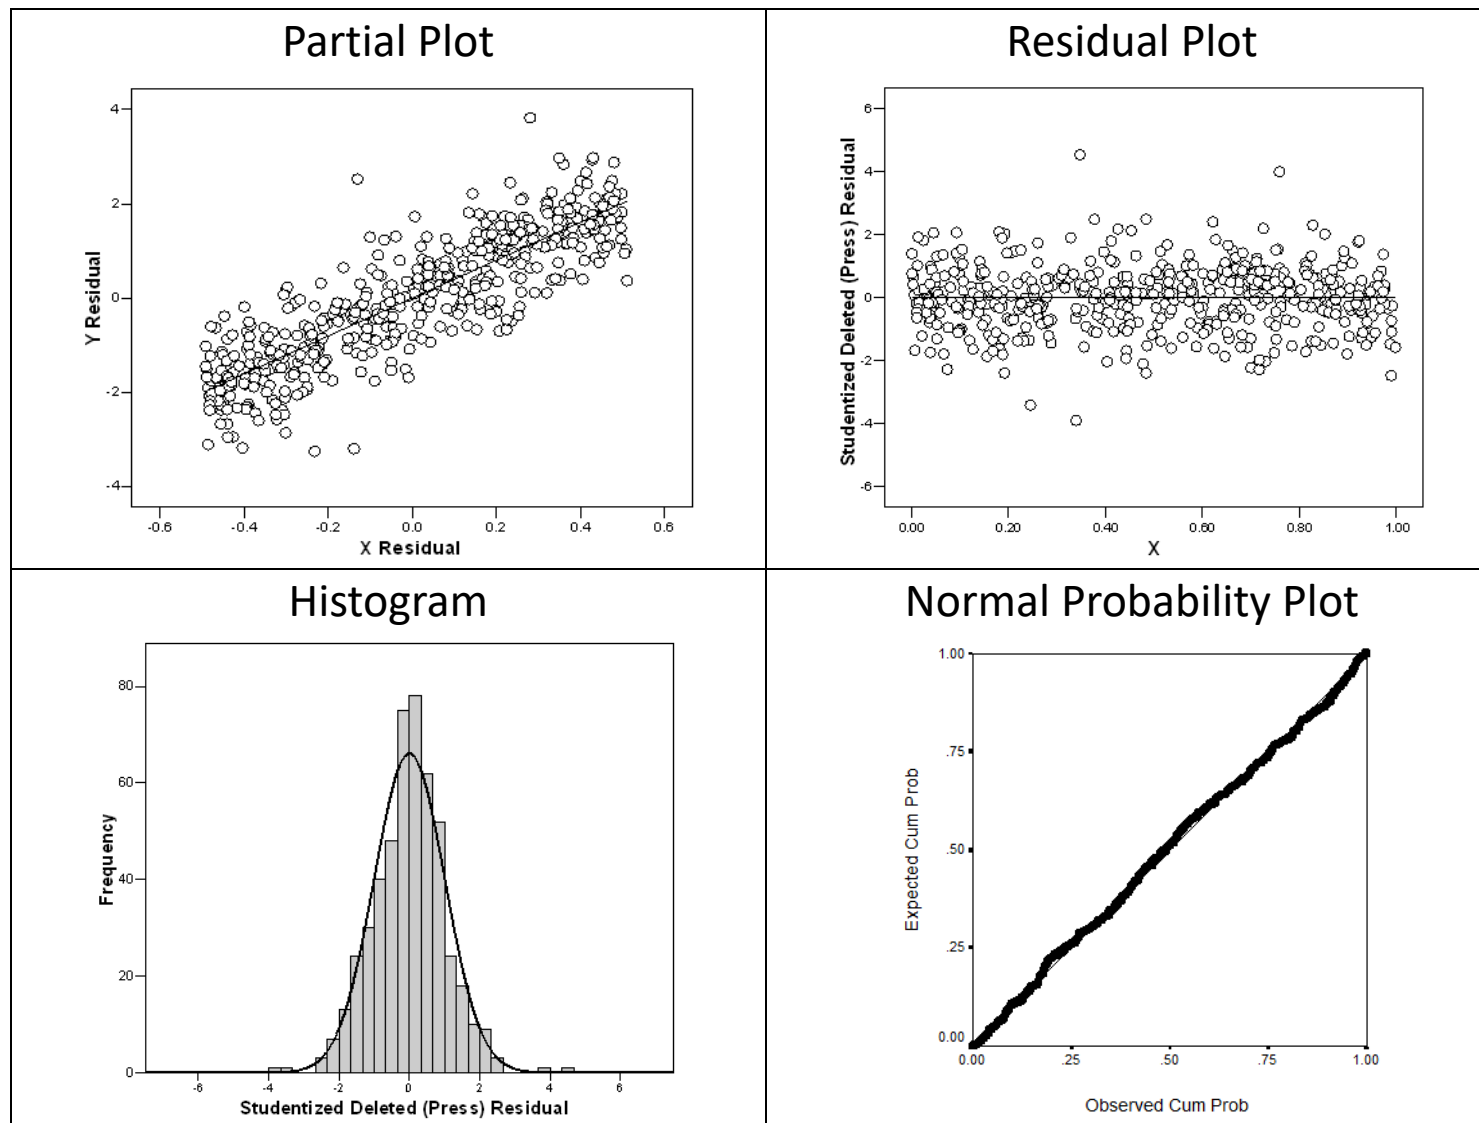 Partial Plot
4
2
0
-2
-4
Y Residual
-0.6 -0.4 -0.2 0.0 0.2 0.4 0.6
X Residual
Residual Plot
6
4
2
0
-2
-4
-6
Studentized Deleted (Press) Residual
0.00 0.20 0.40 0.60 0.80 1.00
X
Histogram
80
60
40
20
0
Frequency
-6 -4 -2 0 2 4 6
Studentized Deleted (Press) Residual
Normal Probability Plot
1.00
.75
.50
.25
0.00
Expected Cum Prob
0.00 .25 .50 .75 1.00
Observed Cum Prob